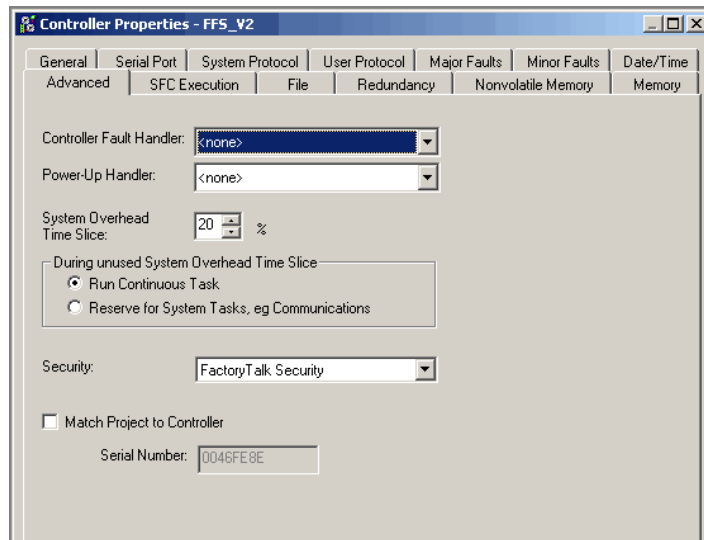 Controller Properties - FFS_V2
General Serial Port System Protocol User Protocol Major Faults Minor Faults Date/Time
Advanced SFC Execution File Redundancy Nonvolatile Memory Memory
Controller Fault Handler: <none>
Power-Up Handler: <none>
System Overhead
Time Slice: 20 %
During unused System Overhead Time Slice
Run Continuous Task
Reserve for System Tasks, eg Communications
Security: FactoryTalk Security
Match Project to Controller
Serial Number: 0046FE8E